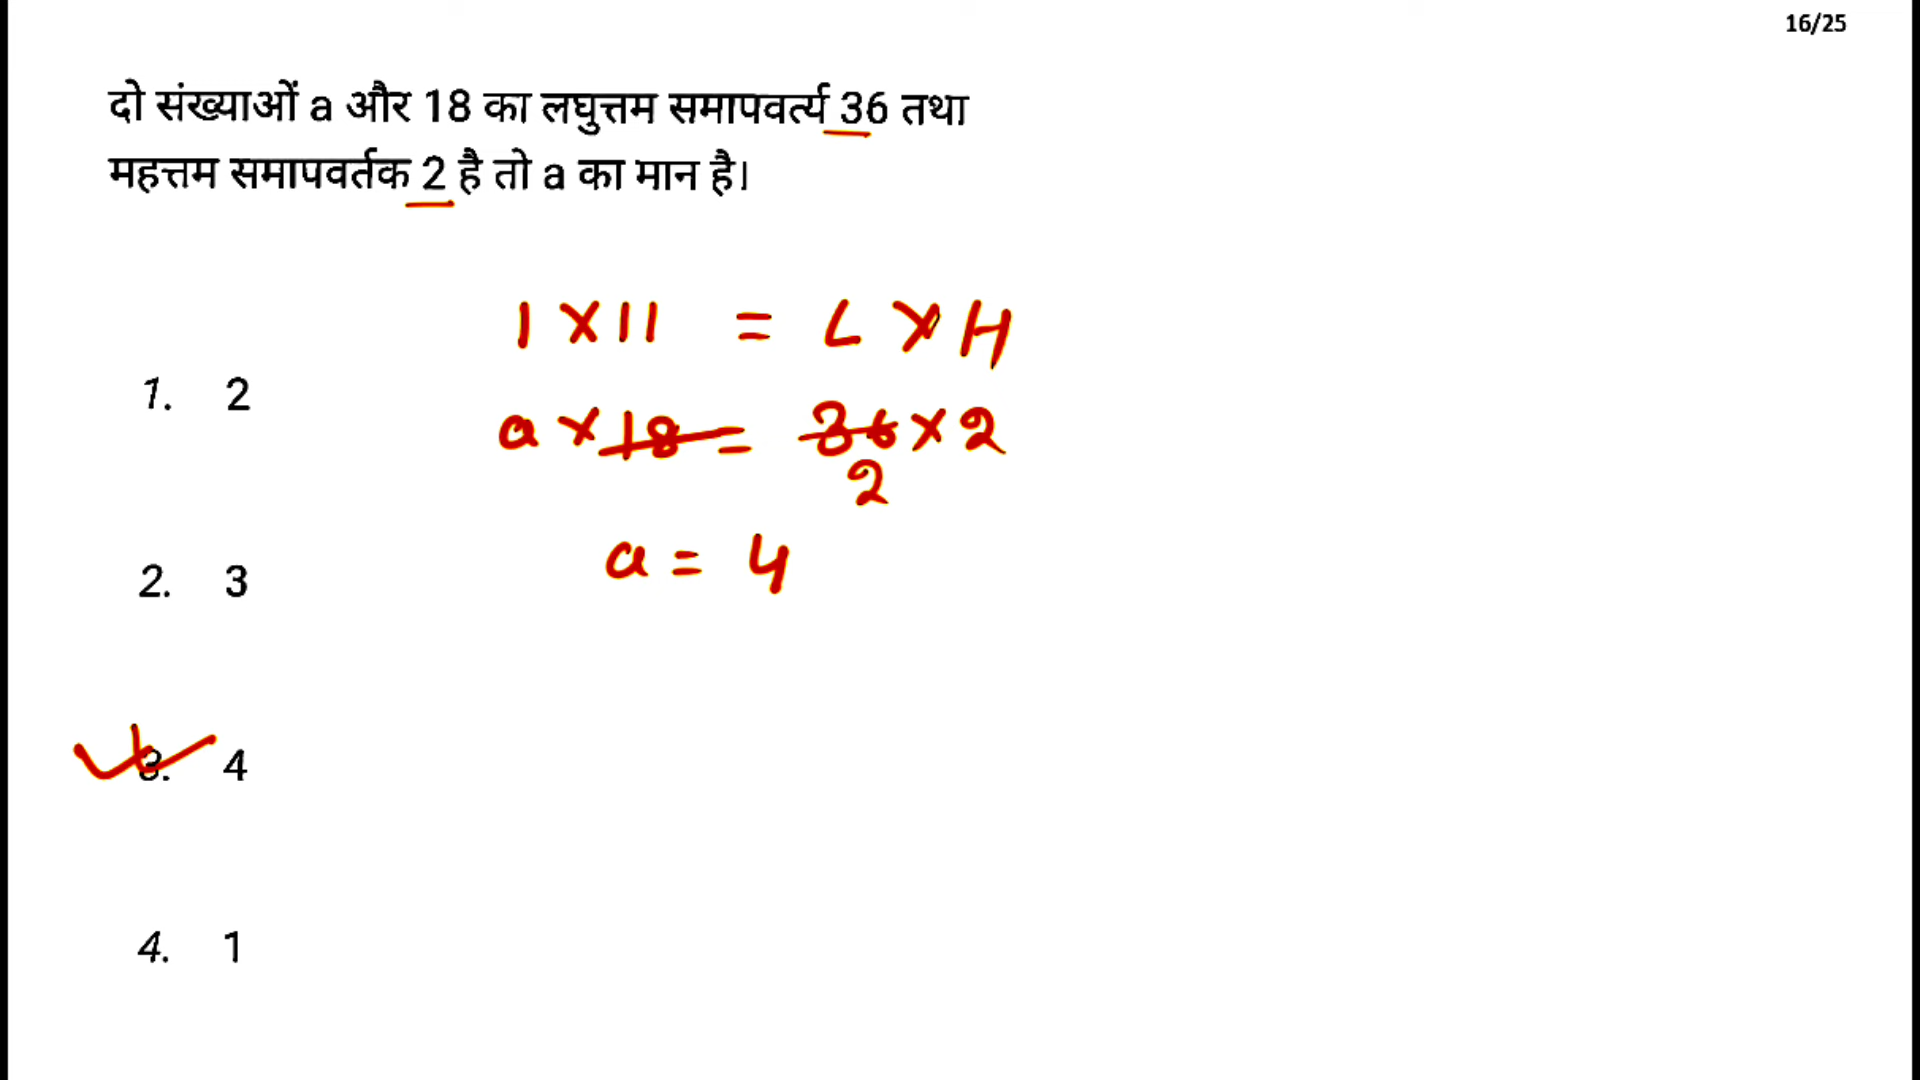 16/25
दो संख्याओं a और 18 का लघुत्तम समापवर्त्य 36 तथा
महत्तम समापवर्तक 2 है तो a का मान है।
I X II = L X H
1. 2
a x 18 = 36 x 2
2
a = 4
2. 3
3. 4
4. 1